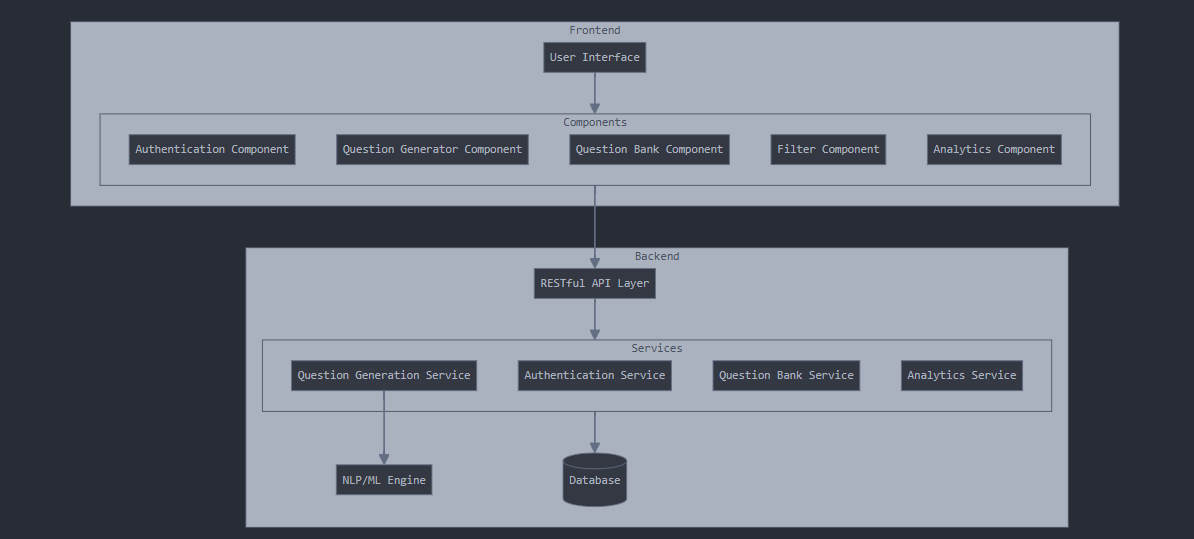 Frontend
User Interface
Components
Authentication Component
Question Generator Component
Question Bank Component
Filter Component
Analytics Component
Backend
RESTful API Layer
Services
Question Generation Service
Authentication Service
Question Bank Service
Analytics Service
NLP/ML Engine
Database